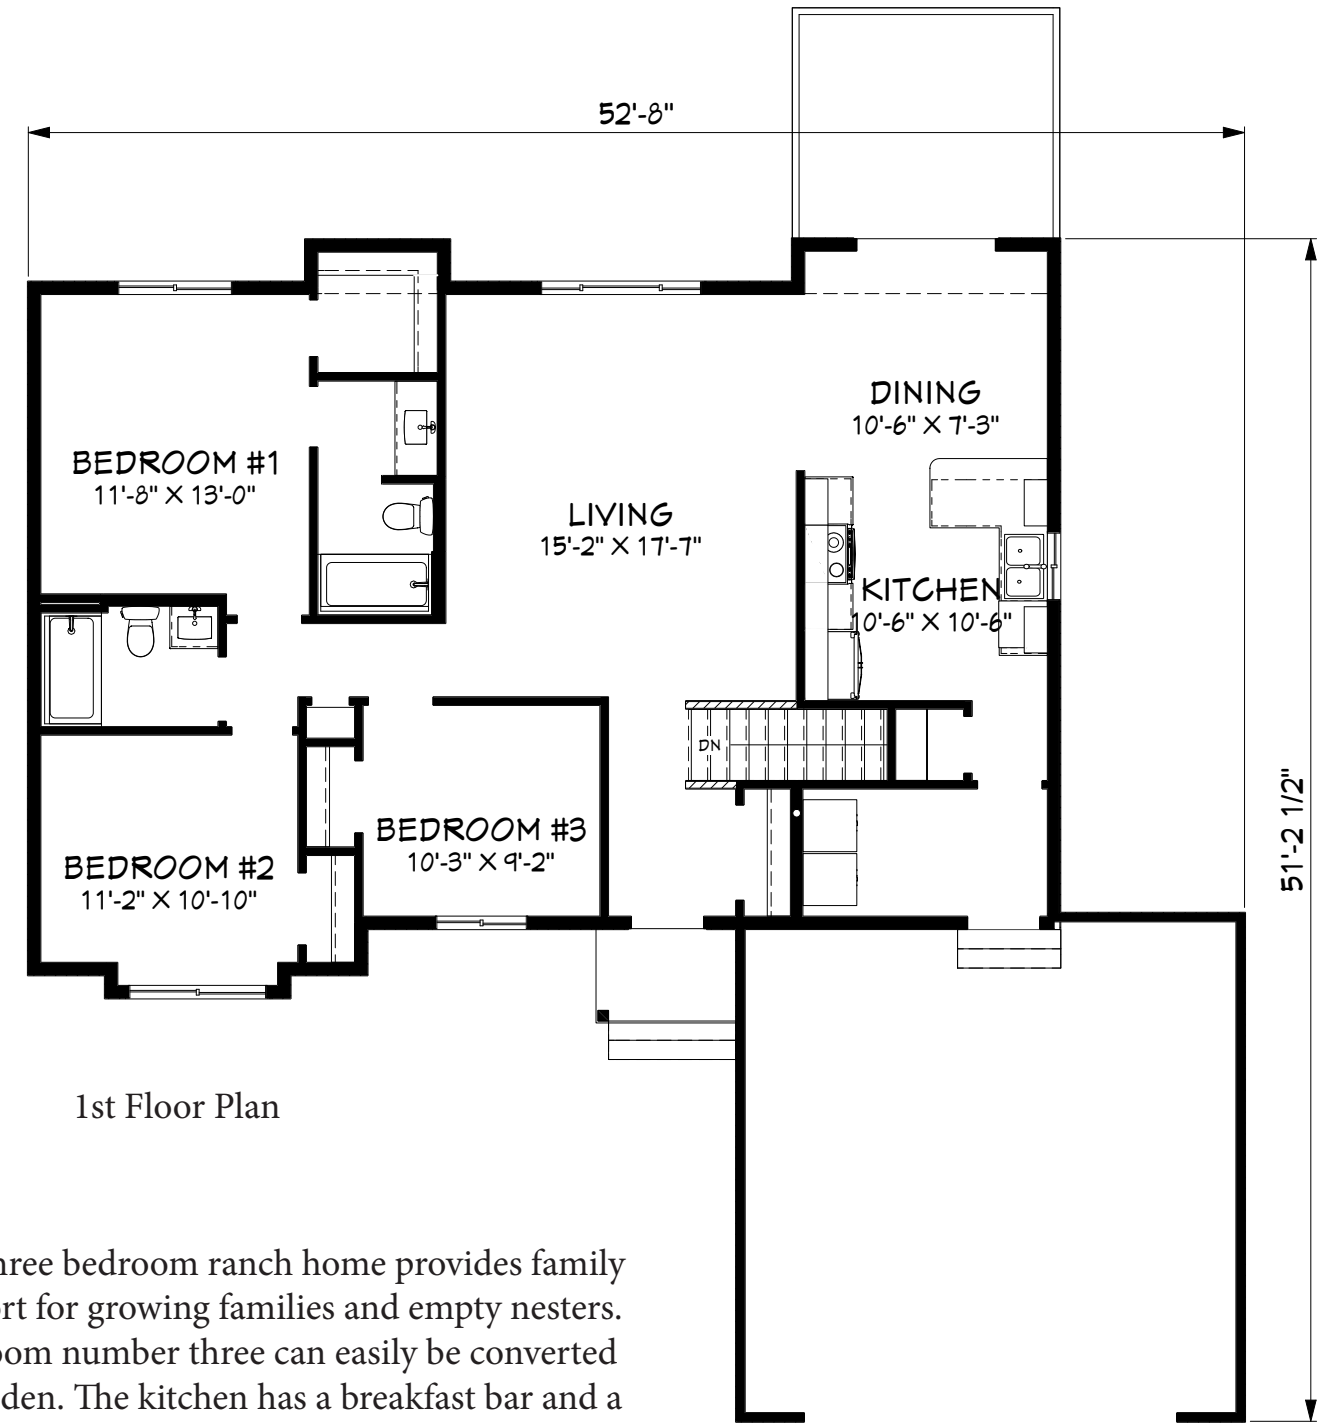 52'-8"
DINING
10'-6" X 7'-3"
BEDROOM #1
11'-8" X 13'-0"
LIVING
15'-2" X 17'-7"
KITCHEN
10'-6" X 10'-6"
DN
51'-2 1/2"
BEDROOM #3
10'-3" X 9'-2"
BEDROOM #2
11'-2" X 10'-10"
1st Floor Plan
hree bedroom ranch home provides family
ort for growing families and empty nesters.
oom number three can easily be converted
den. The kitchen has a breakfast bar and a